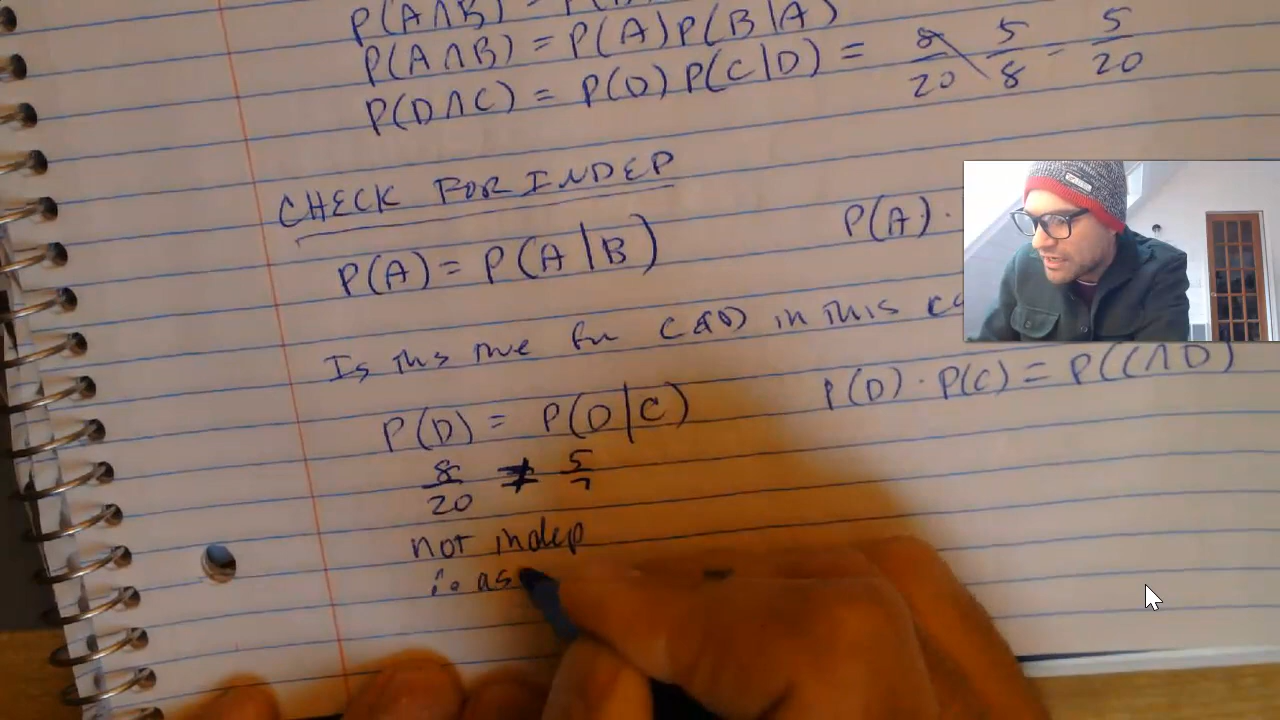 P(A∩B) =
P(A∩B) = P(A) P(B|A)
P(D∩C) = P(D) P(C|D) = 8/20 5/8 = 5/20
CHECK FOR INDEP
P(A) = P(A|B)
P(A) ·
Is this true for C & D in this
P(D) = P(D|C)
P(D) · P(C) = P(C∩D)
8/20 ≠ 5/7
not indep
∴ as